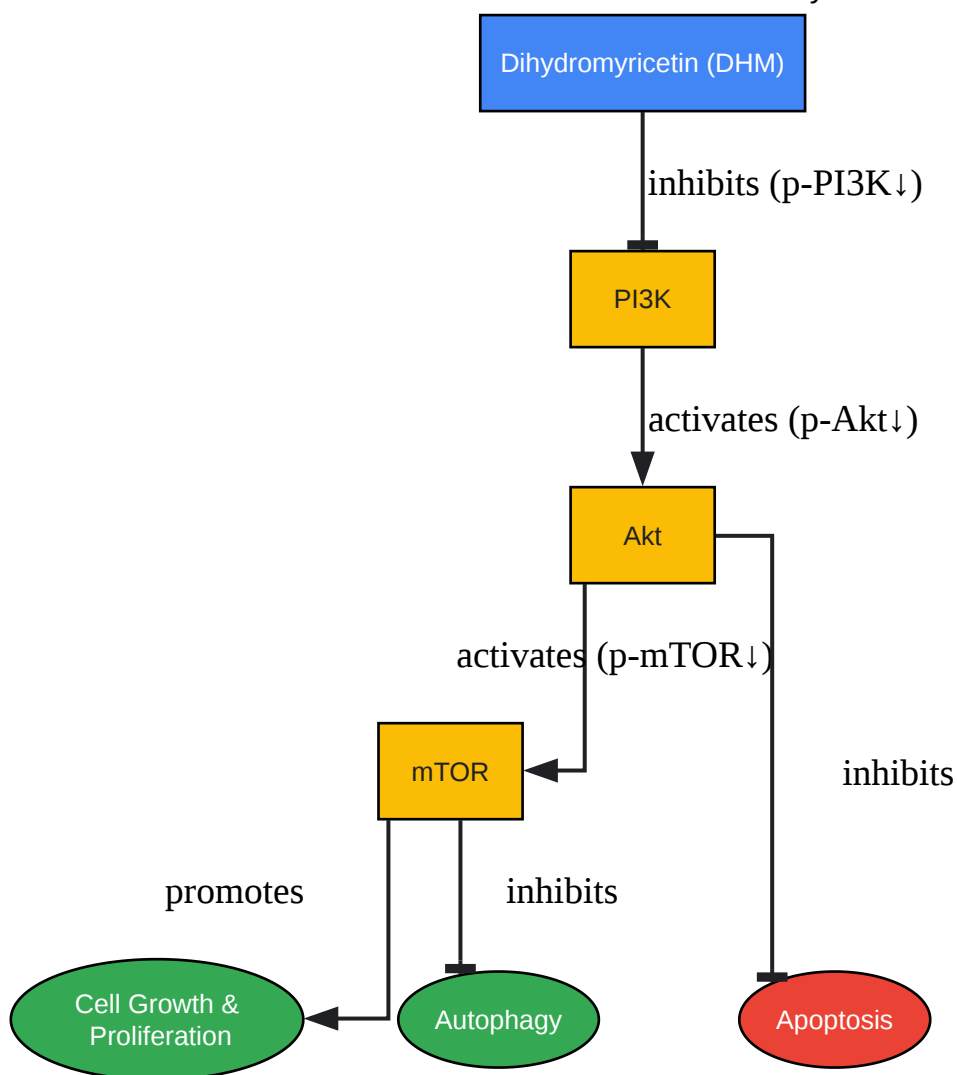 Dihydromyricetin (DHM)
inhibits (p-PI3K↓)
PI3K
activates (p-Akt↓)
Akt
activates (p-mTOR↓)
mTOR
inhibits
promotes
inhibits
Cell Growth &
Proliferation
Autophagy
Apoptosis